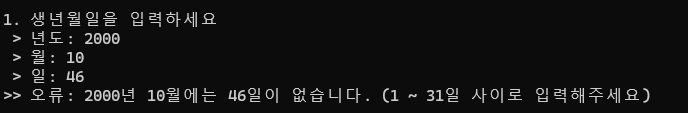 1. 생년월일을 입력하세요
> 년도: 2000
> 월: 10
> 일: 46
>> 오류: 2000년 10월에는 46일이 없습니다. (1 ~ 31일 사이로 입력해주세요)